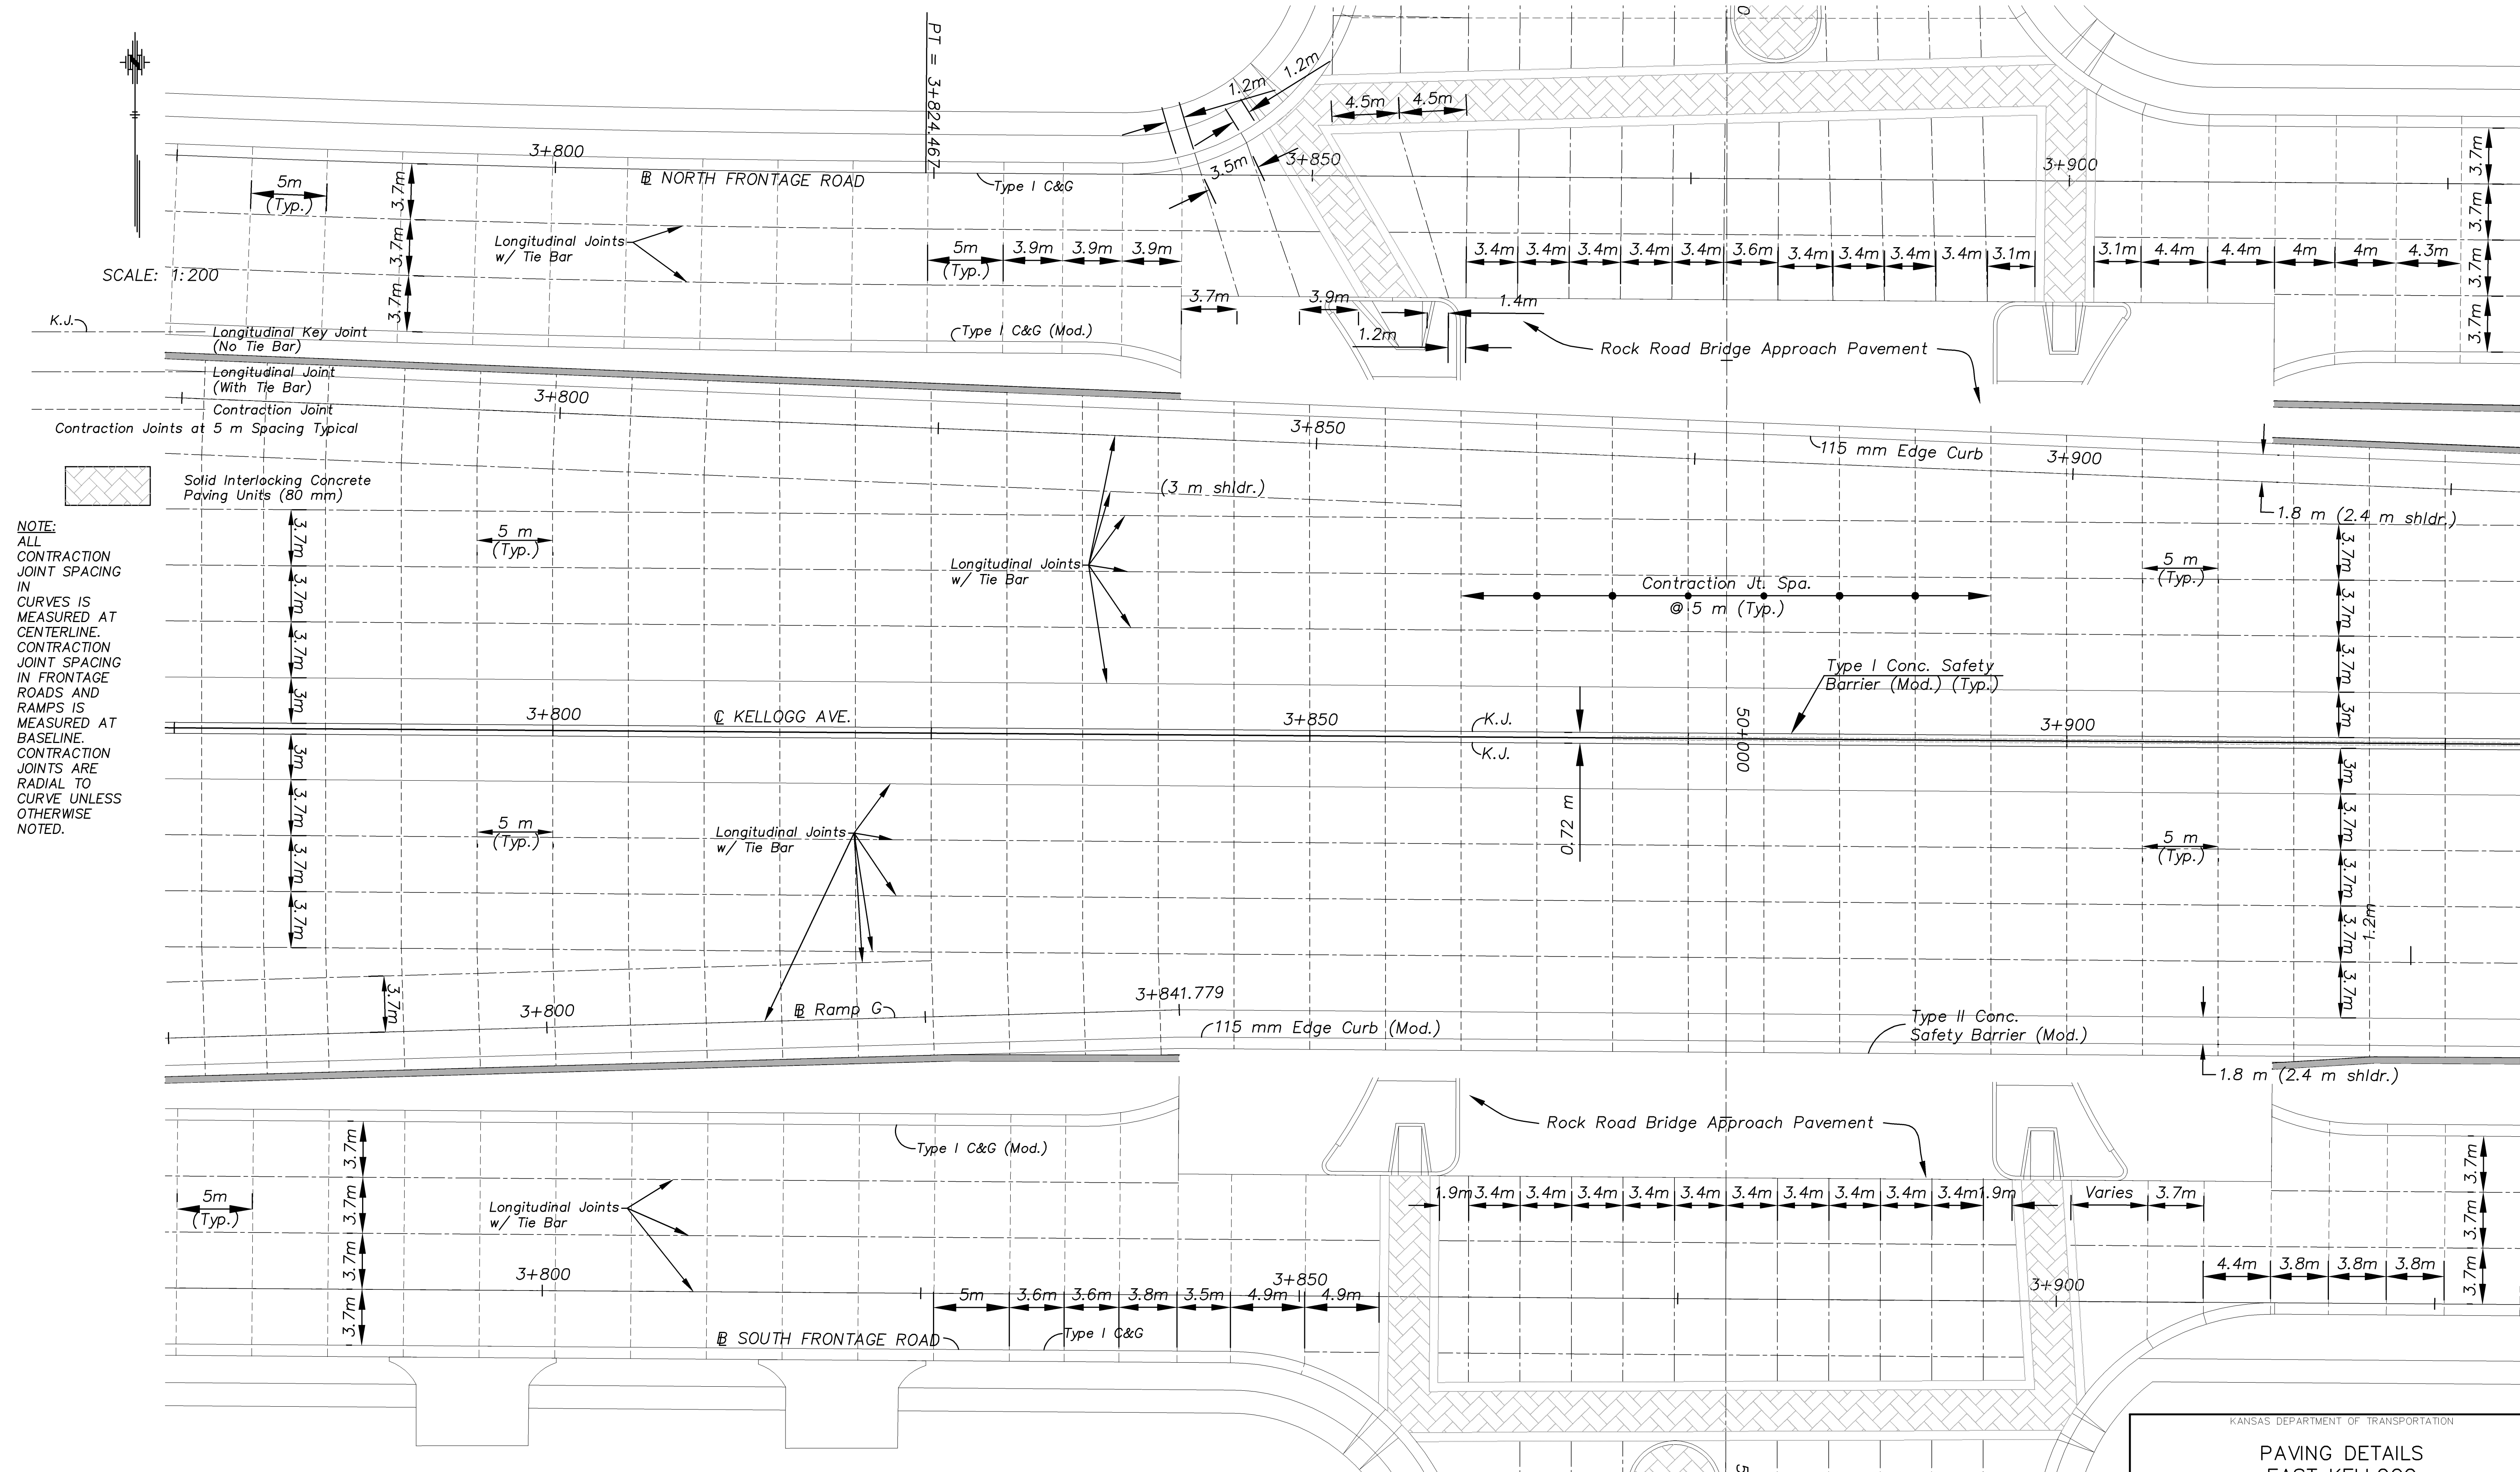 PT = 3+824.467
1.2m
1.2m
4.5m
4.5m
3+800
℄ NORTH FRONTAGE ROAD
Type I C&G
3.5m
3+850
3+900
3.7m
3.7m
3.7m
3.7m
5m
(Typ.)
3.7m
3.7m
3.7m
Longitudinal Joints
w/ Tie Bar
5m
(Typ.)
3.9m
3.9m
3.9m
3.4m
3.4m
3.4m
3.4m
3.4m
3.6m
3.4m
3.4m
3.4m
3.4m
3.1m
3.1m
4.4m
4.4m
4m
4m
4.3m
SCALE: 1:200
3.7m
3.9m
1.4m
1.2m
K.J.
Longitudinal Key Joint
(No Tie Bar)
Type I C&G (Mod.)
Rock Road Bridge Approach Pavement
Longitudinal Joint
(With Tie Bar)
Contraction Joint
Contraction Joints at 5 m Spacing Typical
3+800
3+850
115 mm Edge Curb
3+900
Solid Interlocking Concrete
Paving Units (80 mm)
(3 m shldr.)
1.8 m (2.4 m shldr.)
NOTE:
ALL
CONTRACTION
JOINT SPACING
IN
CURVES IS
MEASURED AT
CENTERLINE.
CONTRACTION
JOINT SPACING
IN FRONTAGE
ROADS AND
RAMPS IS
MEASURED AT
BASELINE.
CONTRACTION
JOINTS ARE
RADIAL TO
CURVE UNLESS
OTHERWISE
NOTED.
3.7m
3.7m
3.7m
3m
3m
3.7m
3.7m
3.7m
5 m
(Typ.)
Longitudinal Joints
w/ Tie Bar
Contraction Jt. Spa.
@ 5 m (Typ.)
5 m
(Typ.)
3.7m
3.7m
3.7m
3m
3m
3.7m
3.7m
3.7m
3.7m
1.2m
Type I Conc. Safety
Barrier (Mod.) (Typ.)
3+800
℄ KELLOGG AVE.
3+850
K.J.
K.J.
50+000
3+900
0.72 m
5 m
(Typ.)
Longitudinal Joints
w/ Tie Bar
5 m
(Typ.)
3.7m
3+800
℄ Ramp G
3+841.779
115 mm Edge Curb (Mod.)
Type II Conc.
Safety Barrier (Mod.)
1.8 m (2.4 m shldr.)
Rock Road Bridge Approach Pavement
Type I C&G (Mod.)
3.7m
3.7m
3.7m
3.7m
5m
(Typ.)
Longitudinal Joints
w/ Tie Bar
1.9m
3.4m
3.4m
3.4m
3.4m
3.4m
3.4m
3.4m
3.4m
3.4m
3.4m
1.9m
Varies
3.7m
3.7m
3.7m
3.7m
3+800
3+850
3+900
5m
3.6m
3.6m
3.8m
3.5m
4.9m
4.9m
4.4m
3.8m
3.8m
3.8m
℄ SOUTH FRONTAGE ROAD
Type I C&G
KANSAS DEPARTMENT OF TRANSPORTATION
PAVING DETAILS
EAST KELLOGG